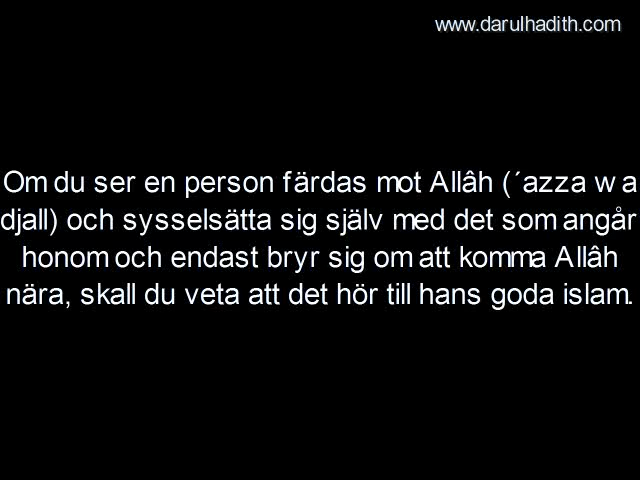 www.darulhadith.com
Om du ser en person färdas mot Allâh (´azza wa
djall) och sysselsätta sig själv med det som angår
honom och endast bryr sig om att komma Allâh
nära, skall du veta att det hör till hans goda islam.